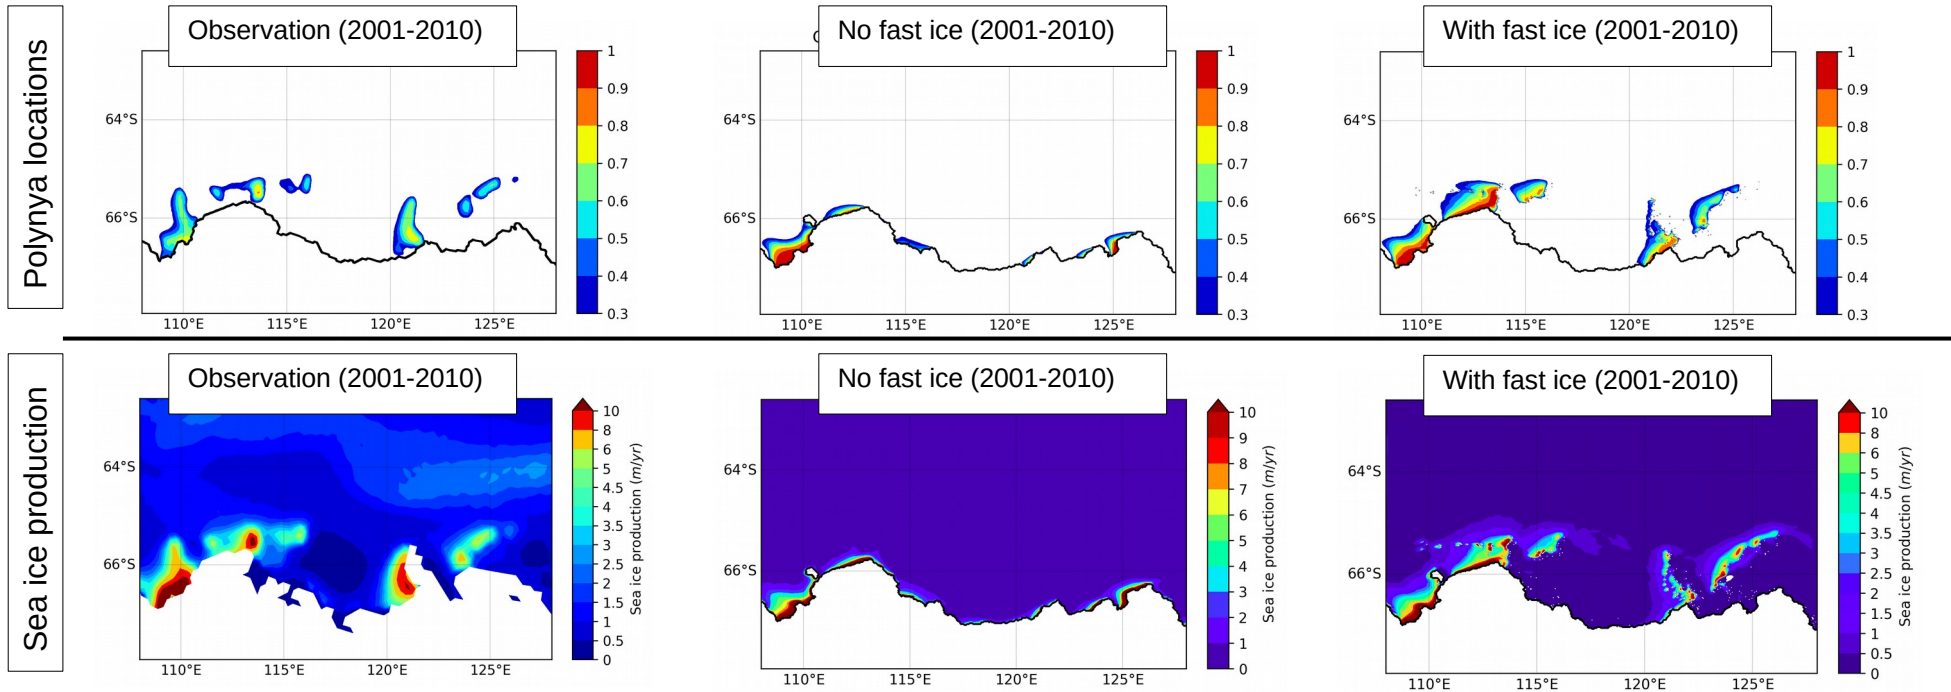 Polynya locations
Observation (2001-2010)
No fast ice (2001-2010)
With fast ice (2001-2010)
64°S
66°S
110°E 115°E 120°E 125°E
1
0.9
0.8
0.7
0.6
0.5
0.4
0.3
64°S
66°S
110°E 115°E 120°E 125°E
1
0.9
0.8
0.7
0.6
0.5
0.4
0.3
64°S
66°S
110°E 115°E 120°E 125°E
1
0.9
0.8
0.7
0.6
0.5
0.4
0.3
Sea ice production
Observation (2001-2010)
No fast ice (2001-2010)
With fast ice (2001-2010)
64°S
66°S
110°E 115°E 120°E 125°E
10
8
6
5
4.5
3.5
3
2.5
1.5
1
0.5
0
Sea ice production (m/yr)
64°S
66°S
110°E 115°E 120°E 125°E
10
9
8
7
6
5
4
3
2
1
0
Sea ice production (m/yr)
64°S
66°S
110°E 115°E 120°E 125°E
10
8
6
5
4.5
4
3.5
3
2.5
2
1.5
1
0.5
0
Sea ice production (m/yr)